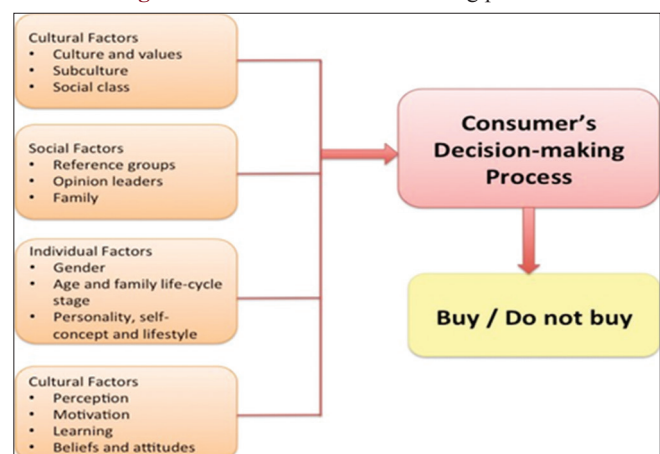 Cultural Factors
• Culture and values
• Subculture
• Social class
Social Factors
• Reference groups
• Opinion leaders
• Family
Individual Factors
• Gender
• Age and family life-cycle
stage
• Personality, self-
concept and lifestyle
Cultural Factors
• Perception
• Motivation
• Learning
• Beliefs and attitudes
Consumer's
Decision-making
Process
Buy / Do not buy